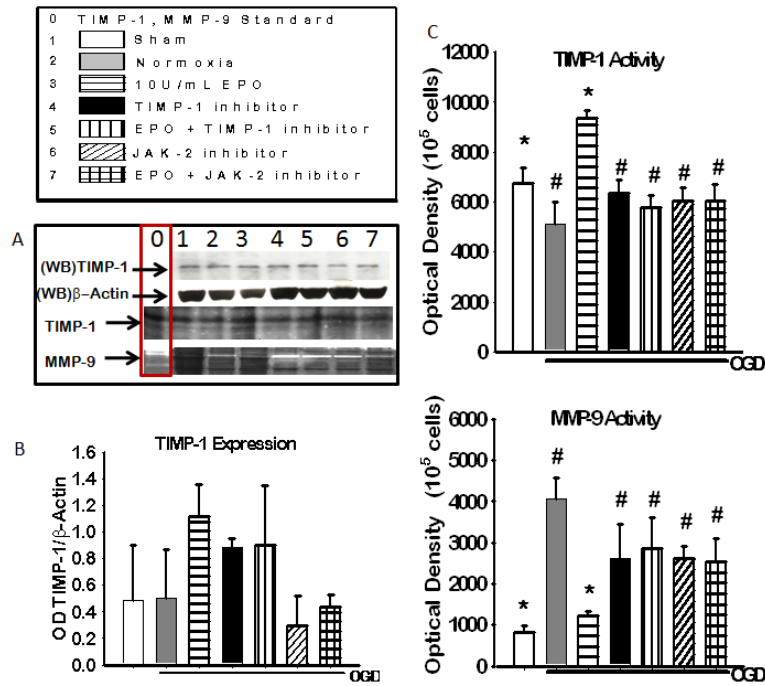 0 TIMP-1, MMP-9 Standard
1 Sham
2 Normoxia
3 10U/mL EPO
4 TIMP-1 inhibitor
5 EPO + TIMP-1 inhibitor
6 JAK-2 inhibitor
7 EPO + JAK-2 inhibitor
A
0 1 2 3 4 5 6 7
(WB)TIMP-1
(WB)β-Actin
TIMP-1
MMP-9
B
TIMP-1 Expression
OD TIMP-1/β-Actin
1.6
1.4
1.2
1.0
0.8
0.6
0.4
0.2
0.0
OGD
C
TIMP-1 Activity
Optical Density (10⁵ cells)
12000
10000
8000
6000
4000
2000
0
* # * # # # #
OGD
MMP-9 Activity
Optical Density (10⁵ cells)
6000
5000
4000
3000
2000
1000
0
* # * # # # #
OGD